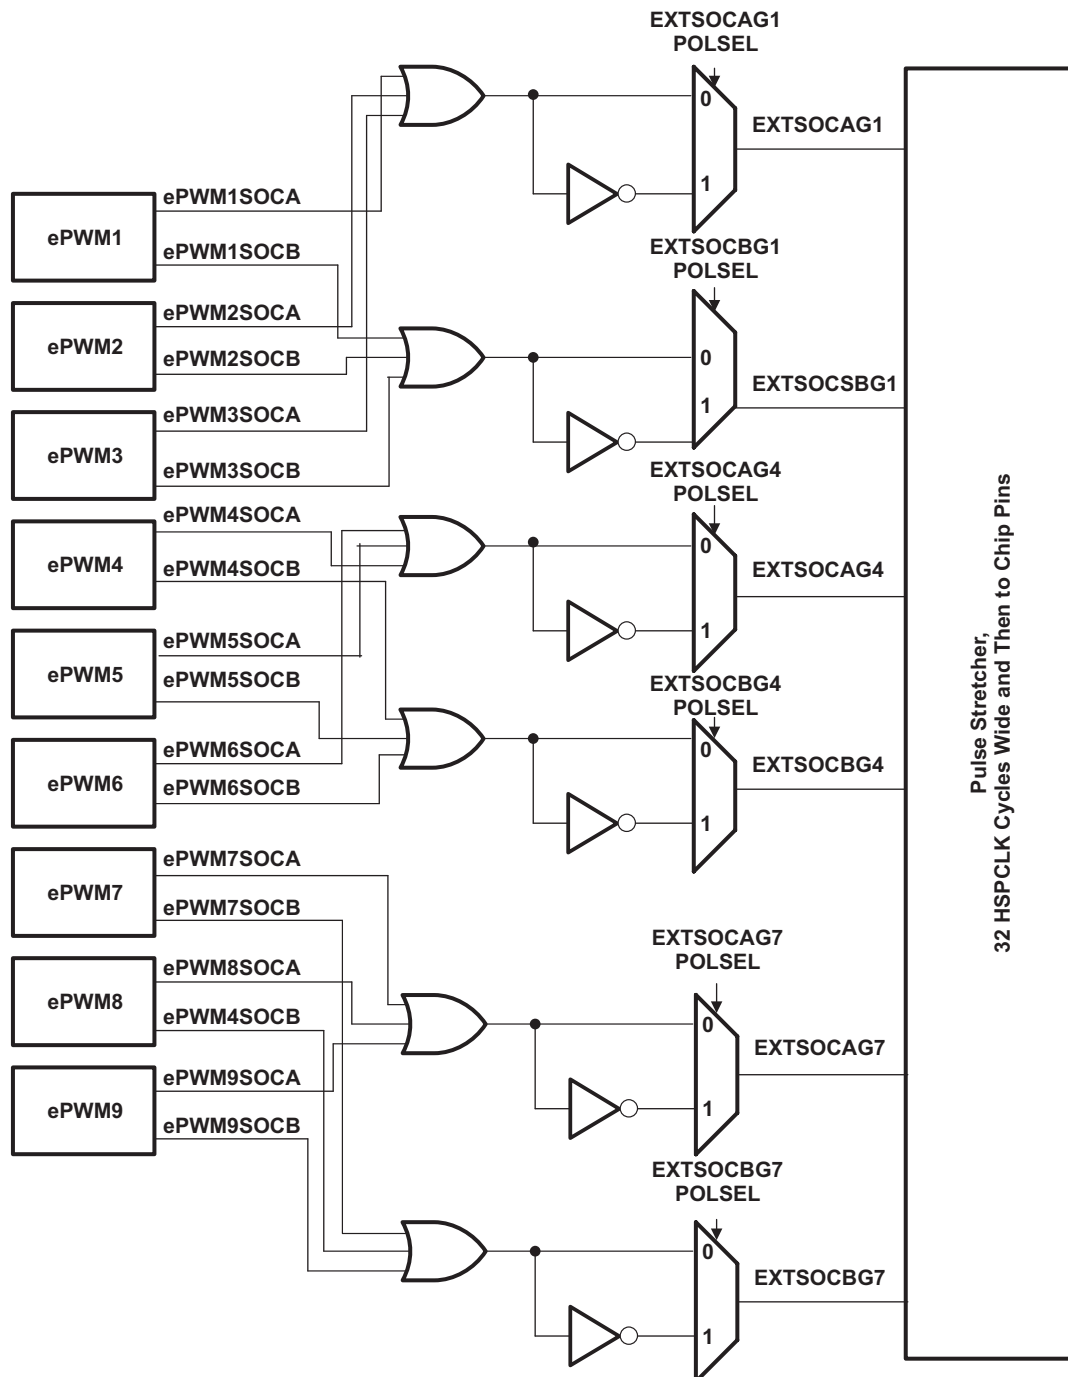 EXTSOCAG1
POLSEL
0
EXTSOCAG1
1
ePWM1
ePWM1SOCA
ePWM1SOCB
EXTSOCBG1
POLSEL
ePWM2
ePWM2SOCA
ePWM2SOCB
0
1
EXTSOCSBG1
ePWM3
ePWM3SOCA
ePWM3SOCB
EXTSOCAG4
POLSEL
ePWM4
ePWM4SOCA
ePWM4SOCB
0
EXTSOCAG4
1
ePWM5
ePWM5SOCA
ePWM5SOCB
EXTSOCBG4
POLSEL
ePWM6
ePWM6SOCA
ePWM6SOCB
0
EXTSOCBG4
1
ePWM7
ePWM7SOCA
ePWM7SOCB
EXTSOCAG7
POLSEL
ePWM8
ePWM8SOCA
ePWM4SOCB
0
EXTSOCAG7
1
ePWM9
ePWM9SOCA
ePWM9SOCB
EXTSOCBG7
POLSEL
0
EXTSOCBG7
1
Pulse Stretcher,
32 HSPCLK Cycles Wide and Then to Chip Pins